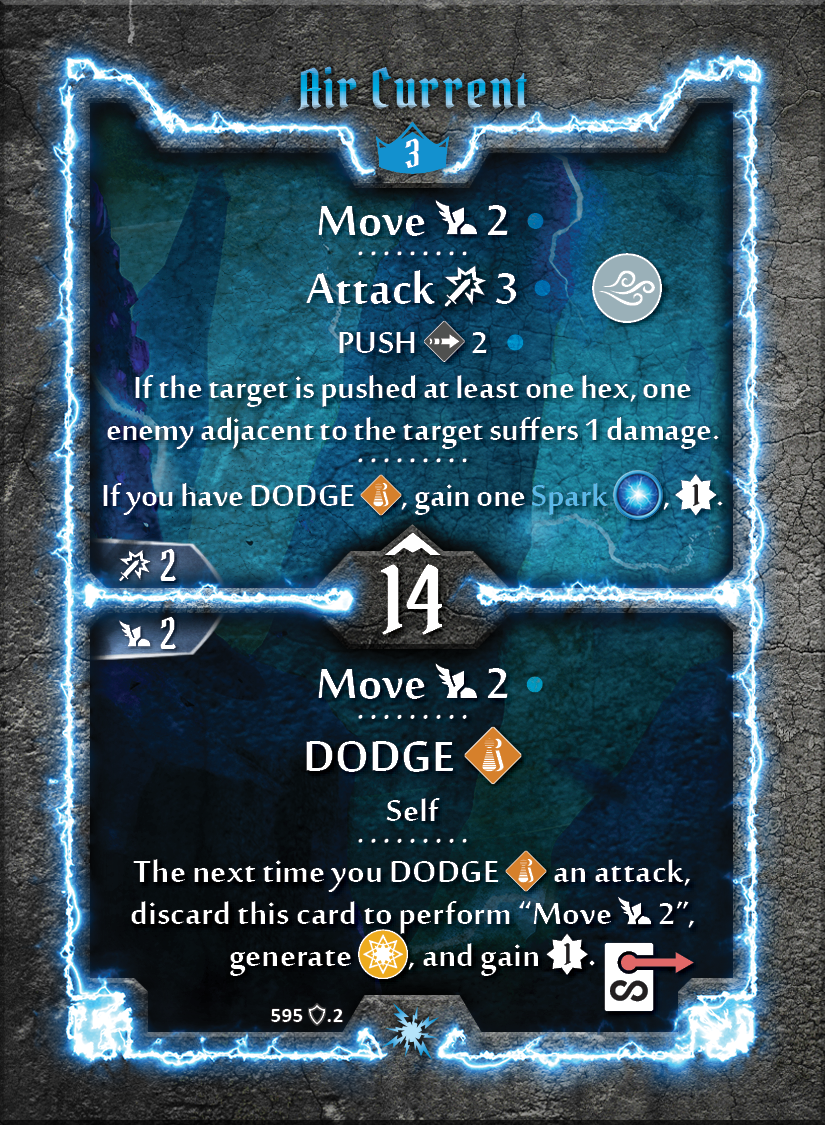 Air Current
3
Move 2
Attack 3
PUSH 2
If the target is pushed at least one hex, one
enemy adjacent to the target suffers 1 damage.
If you have DODGE , gain one Spark , 1.
2
14
2
Move 2
DODGE
Self
The next time you DODGE an attack,
discard this card to perform “Move 2”,
generate , and gain 1.
595 .2